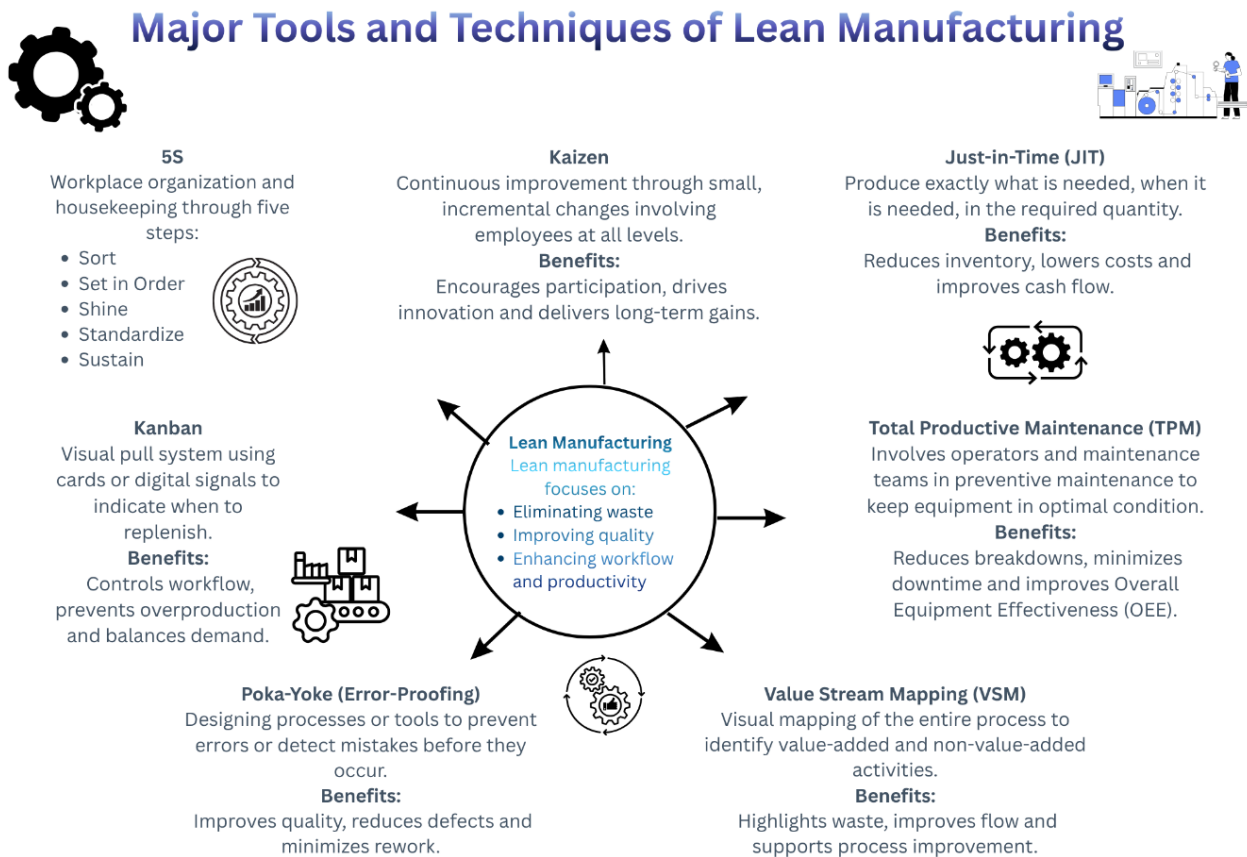 Major Tools and Techniques of Lean Manufacturing
5S
Workplace organization and
housekeeping through five
steps:
• Sort
• Set in Order
• Shine
• Standardize
• Sustain
Kaizen
Continuous improvement through small,
incremental changes involving
employees at all levels.
Benefits:
Encourages participation, drives
innovation and delivers long-term gains.
Just-in-Time (JIT)
Produce exactly what is needed, when it
is needed, in the required quantity.
Benefits:
Reduces inventory, lowers costs and
improves cash flow.
Kanban
Visual pull system using
cards or digital signals to
indicate when to
replenish.
Benefits:
Controls workflow,
prevents overproduction
and balances demand.
Lean Manufacturing
Lean manufacturing
focuses on:
• Eliminating waste
• Improving quality
• Enhancing workflow
and productivity
Total Productive Maintenance (TPM)
Involves operators and maintenance
teams in preventive maintenance to
keep equipment in optimal condition.
Benefits:
Reduces breakdowns, minimizes
downtime and improves Overall
Equipment Effectiveness (OEE).
Poka-Yoke (Error-Proofing)
Designing processes or tools to prevent
errors or detect mistakes before they
occur.
Benefits:
Improves quality, reduces defects and
minimizes rework.
Value Stream Mapping (VSM)
Visual mapping of the entire process to
identify value-added and non-value-added
activities.
Benefits:
Highlights waste, improves flow and
supports process improvement.